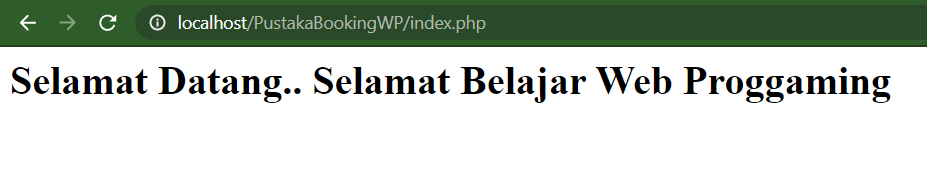 localhost/PustakaBookingWP/index.php
Selamat Datang.. Selamat Belajar Web Proggaming